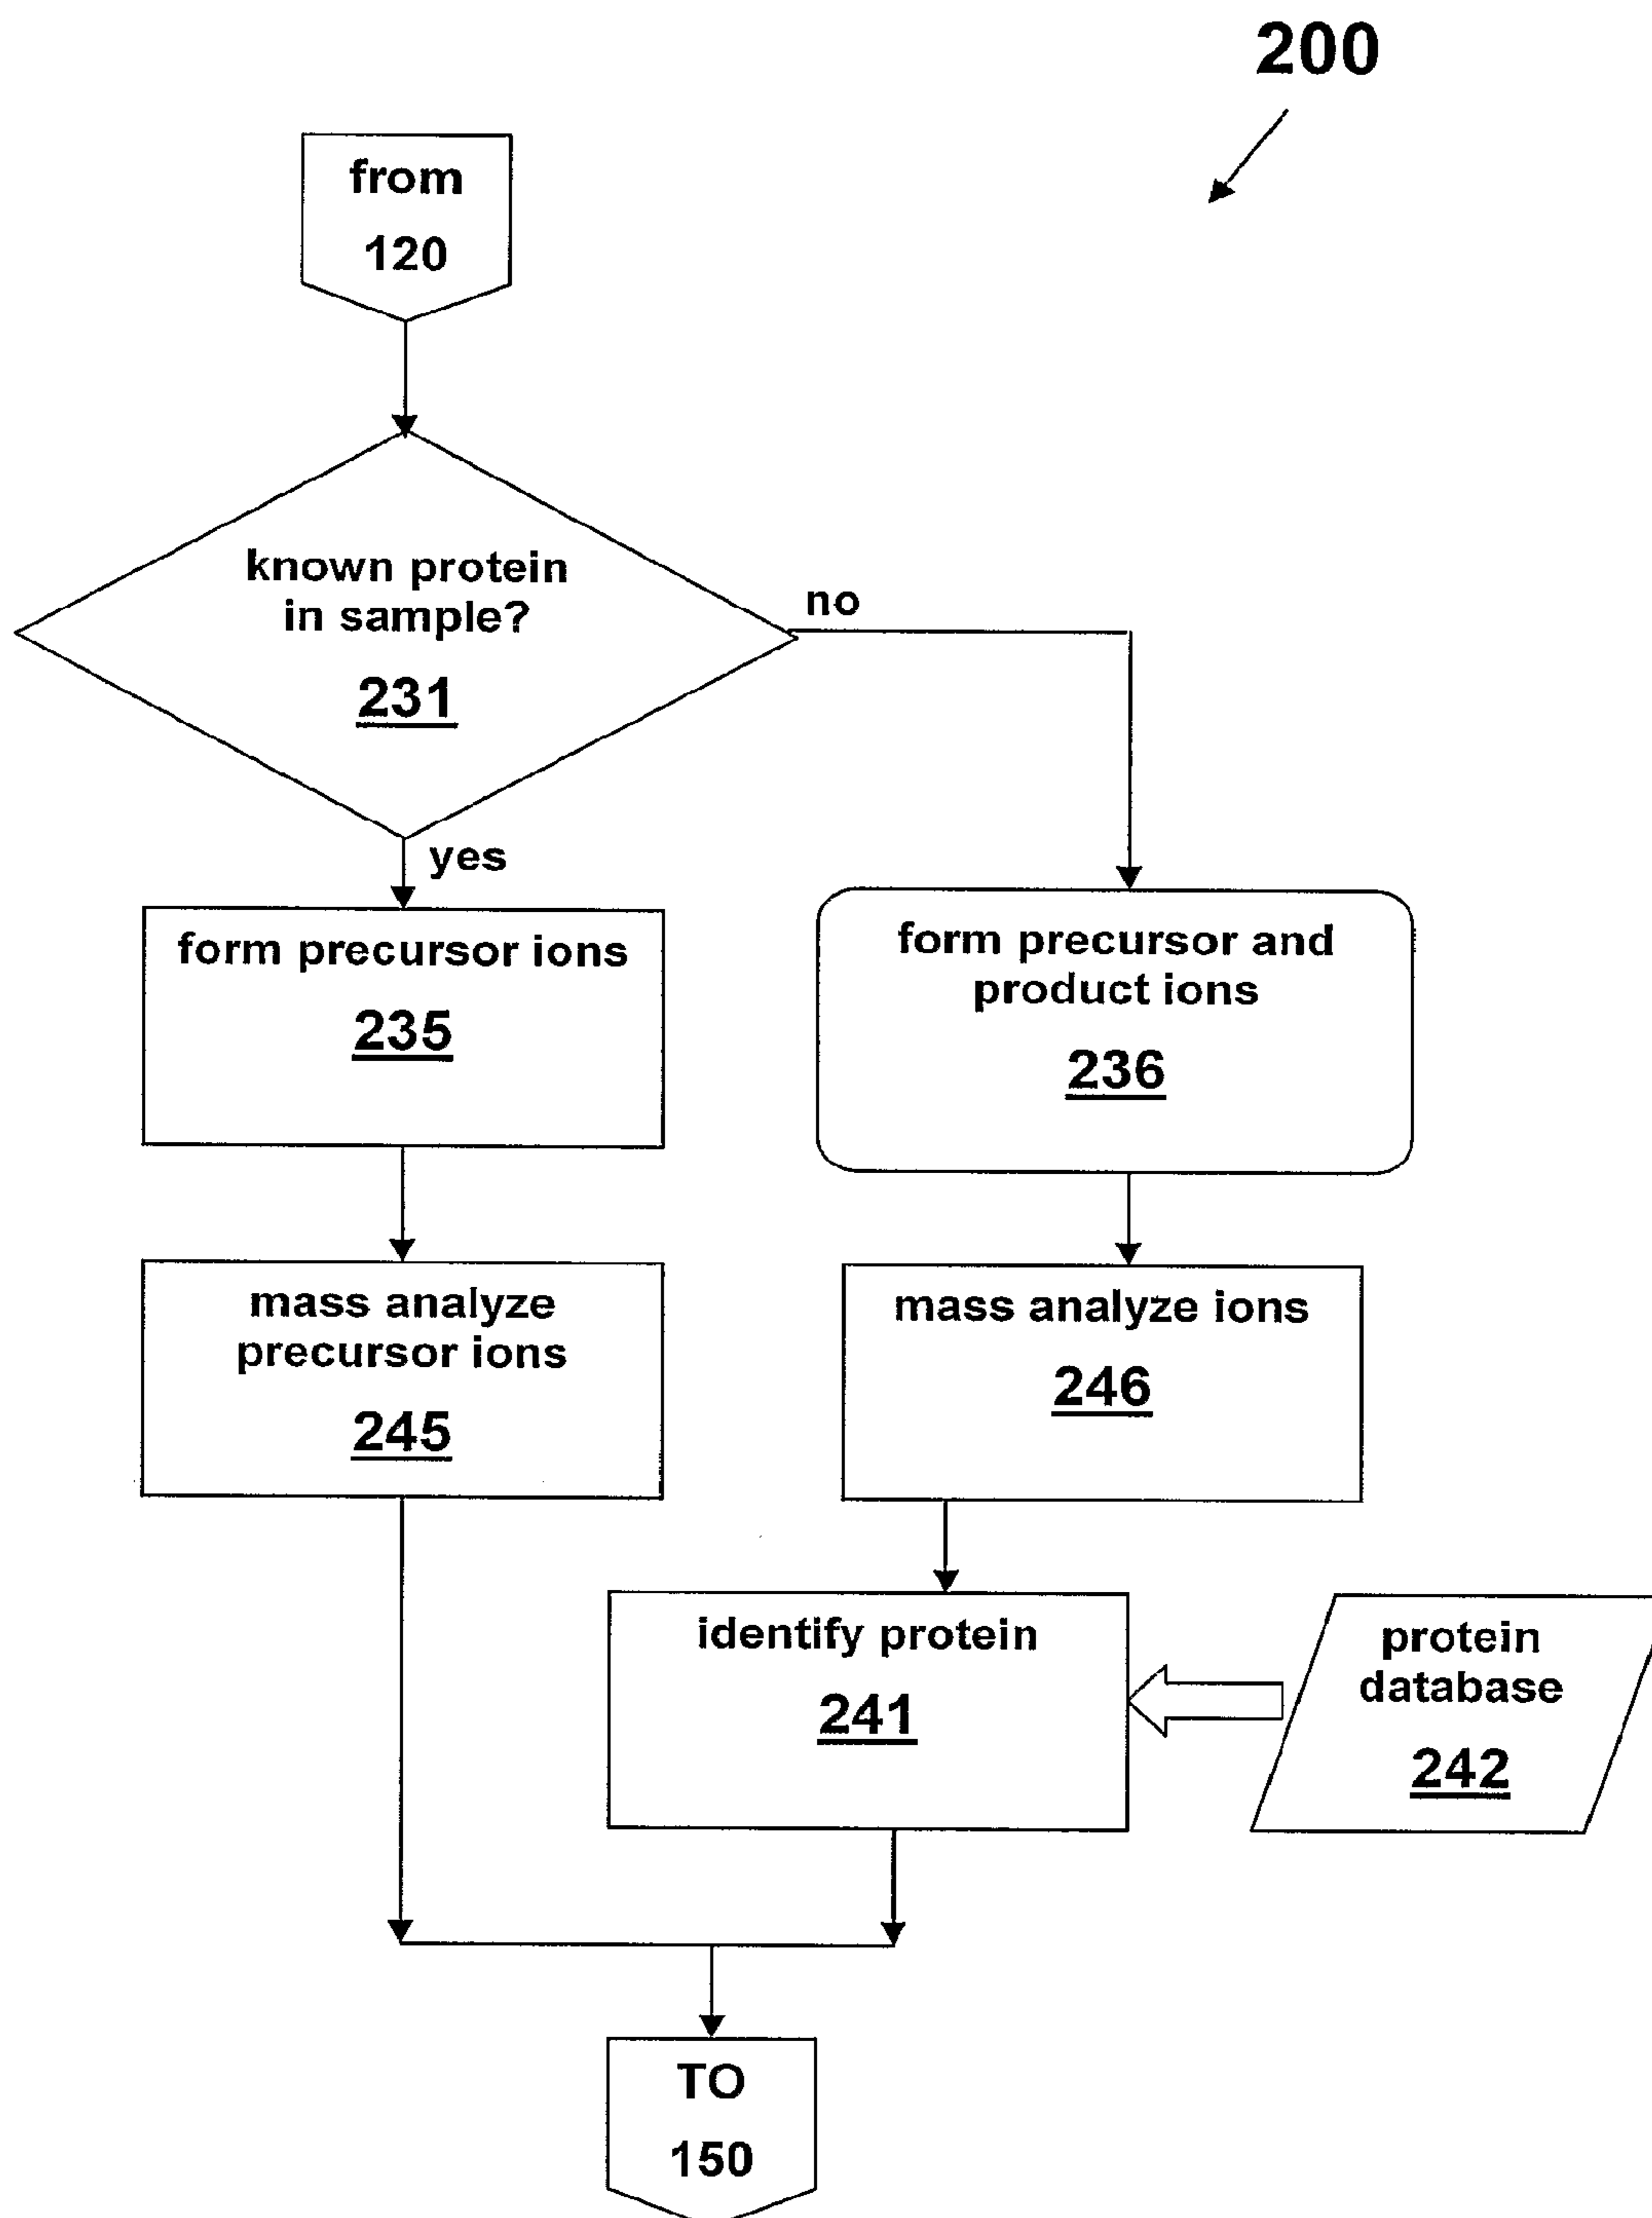 200
from
120
known protein
in sample?
231
no
yes
form precursor ions
235
form precursor and
product ions
236
mass analyze
precursor ions
245
mass analyze ions
246
identify protein
241
protein
database
242
TO
150